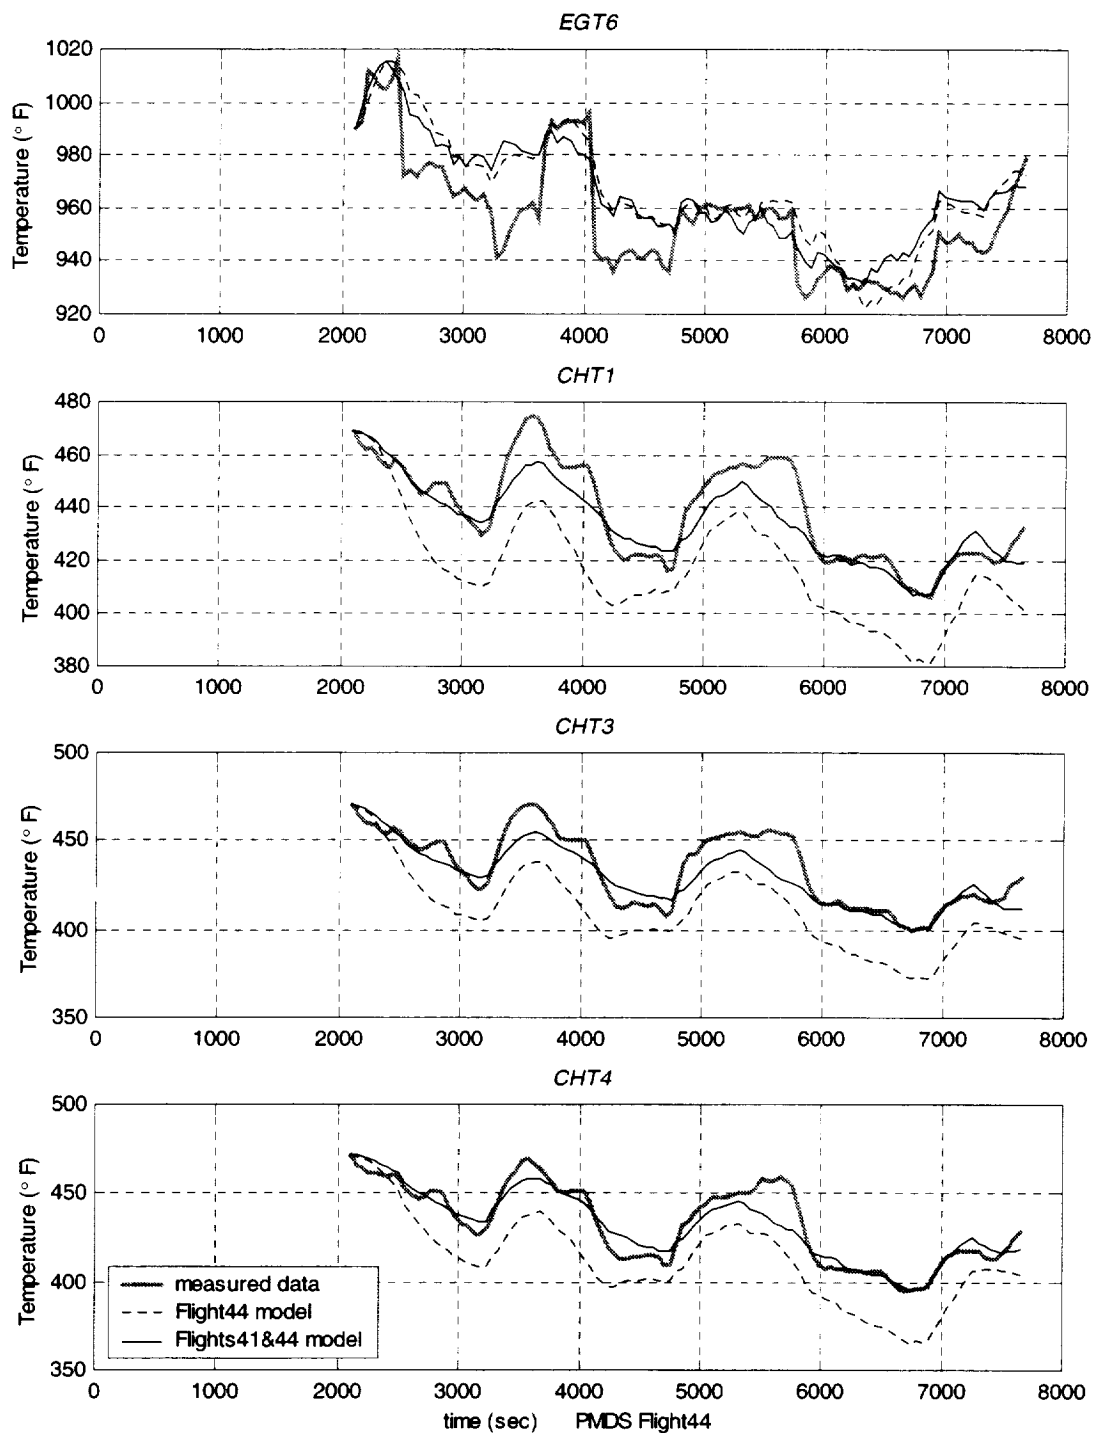 EGT6
1020
1000
980
960
940
920
Temperature (° F)
0 1000 2000 3000 4000 5000 6000 7000 8000
CHT1
480
460
440
420
400
380
Temperature (° F)
0 1000 2000 3000 4000 5000 6000 7000 8000
CHT3
500
450
400
350
Temperature (° F)
0 1000 2000 3000 4000 5000 6000 7000 8000
CHT4
500
450
400
350
Temperature (° F)
measured data
Flight44 model
Flights41&44 model
0 1000 2000 3000 4000 5000 6000 7000 8000
time (sec) PMDS Flight44